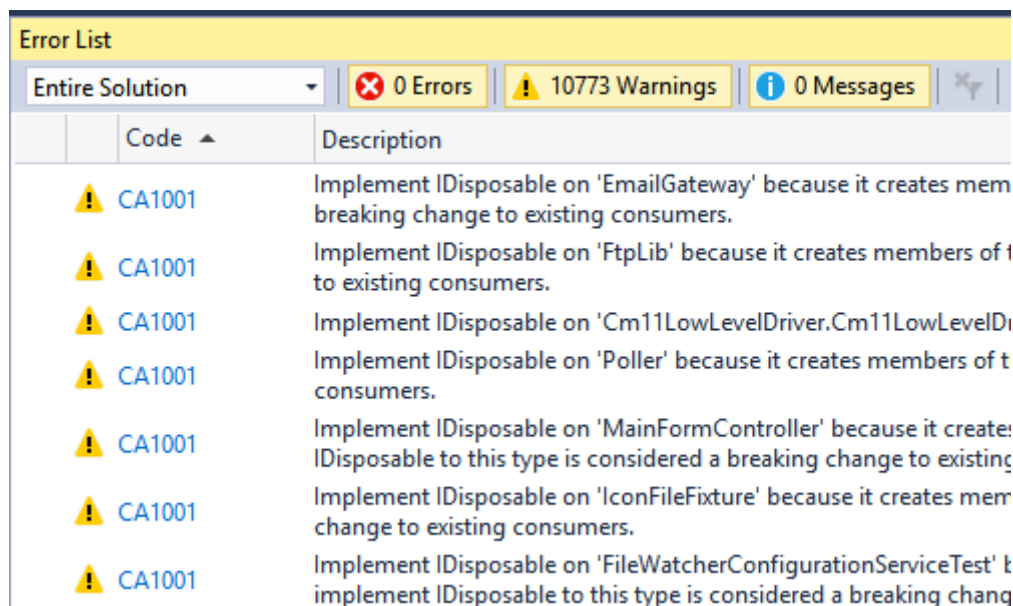 Error List
Entire Solution 0 Errors 10773 Warnings 0 Messages
Code Description
CA1001 Implement IDisposable on 'EmailGateway' because it creates mem
breaking change to existing consumers.
CA1001 Implement IDisposable on 'FtpLib' because it creates members of
to existing consumers.
CA1001 Implement IDisposable on 'Cm11LowLevelDriver.Cm11LowLevelD
CA1001 Implement IDisposable on 'Poller' because it creates members of t
consumers.
CA1001 Implement IDisposable on 'MainFormController' because it creates
IDisposable to this type is considered a breaking change to existing
CA1001 Implement IDisposable on 'IconFileFixture' because it creates mem
change to existing consumers.
CA1001 Implement IDisposable on 'FileWatcherConfigurationServiceTest' b
implement IDisposable to this type is considered a breaking chang